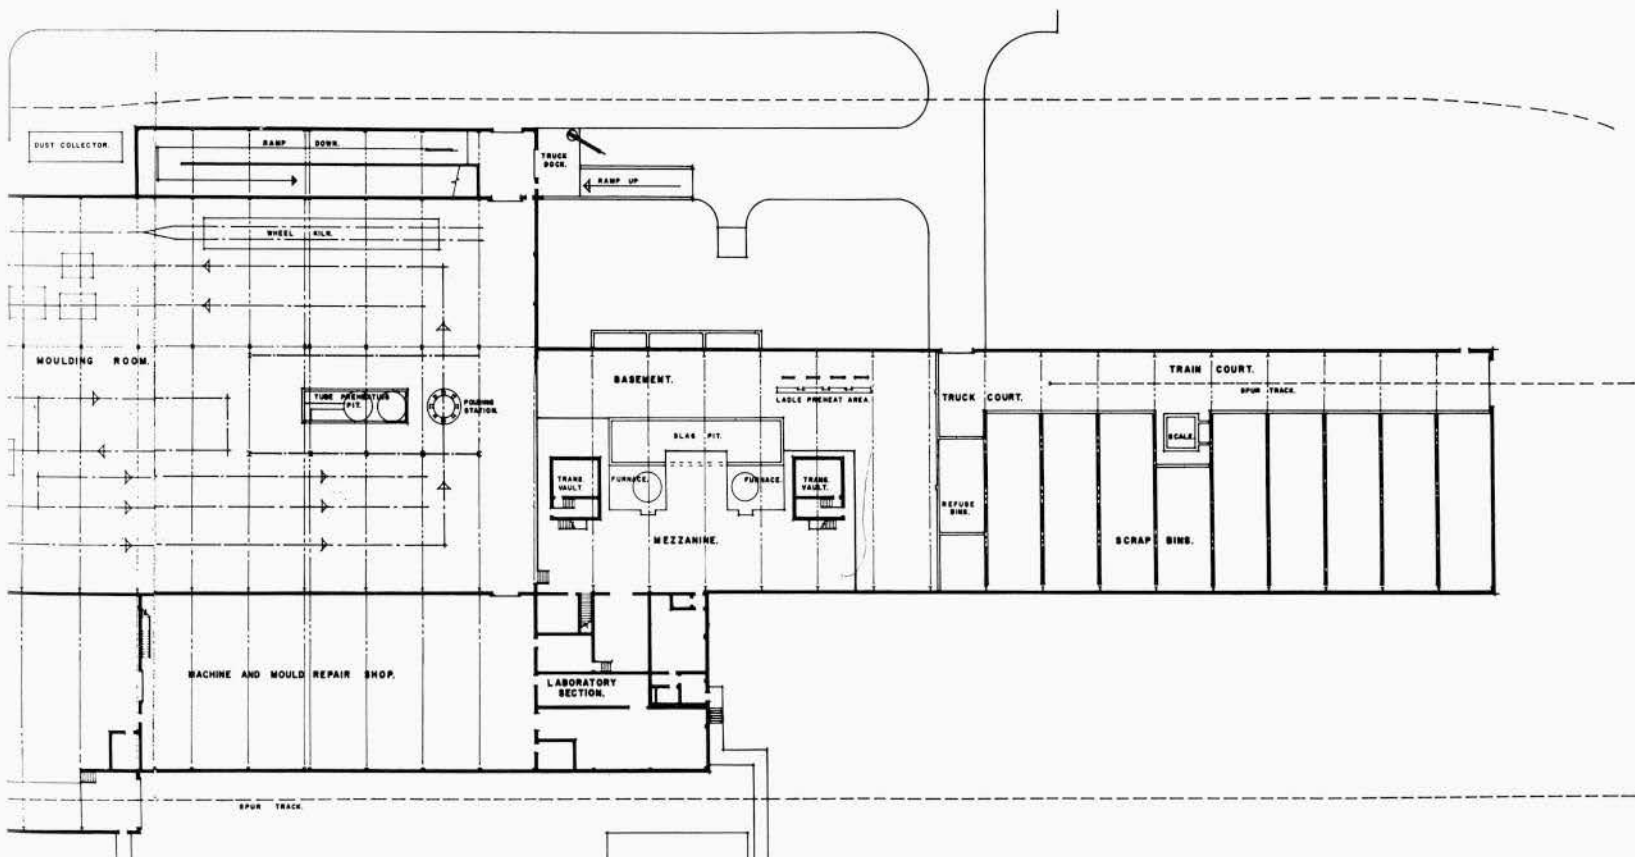 DUST COLLECTOR.
RAMP DOWN.
TRUCK
DOCK.
RAMP UP
WHEEL KILN.
MOULDING ROOM.
TUBE PREHEATING
PIT.
POURING
STATION.
BASEMENT.
LADLE PREHEAT AREA.
TRUCK COURT.
TRAIN COURT.
SPUR TRACK.
SLAG PIT.
SCALE.
TRANS.
VAULT.
FURNACE.
FURNACE.
TRANS.
VAULT.
REFUSE
BINS.
MEZZANINE.
SCRAP BINS.
MACHINE AND MOULD REPAIR SHOP.
LABORATORY
SECTION.
SPUR TRACK.